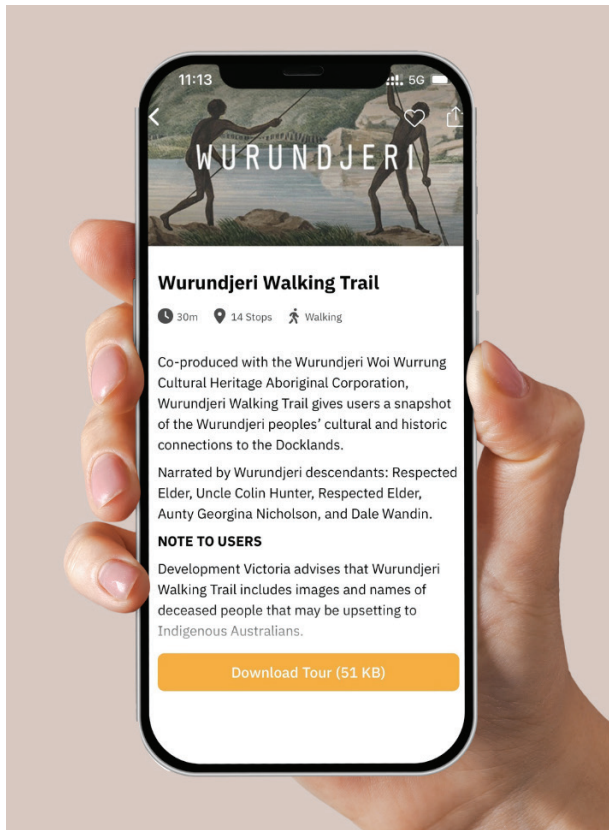 11:13
5G
WURUNDJERI
Wurundjeri Walking Trail
30m 14 Stops Walking
Co-produced with the Wurundjeri Woi Wurrung
Cultural Heritage Aboriginal Corporation,
Wurundjeri Walking Trail gives users a snapshot
of the Wurundjeri peoples’ cultural and historic
connections to the Docklands.
Narrated by Wurundjeri descendants: Respected
Elder, Uncle Colin Hunter, Respected Elder,
Aunty Georgina Nicholson, and Dale Wandin.
NOTE TO USERS
Development Victoria advises that Wurundjeri
Walking Trail includes images and names of
deceased people that may be upsetting to
Indigenous Australians.
Download Tour (51 KB)